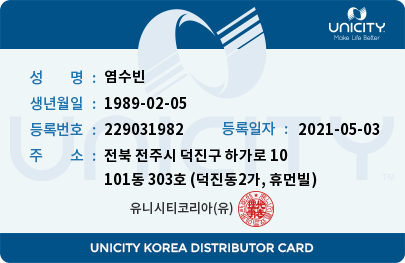 UNICITY
Make Life Better
성 명 : 염수빈
생년월일 : 1989-02-05
등록번호 : 229031982 등록일자 : 2021-05-03
주 소 : 전북 전주시 덕진구 하가로 10
101동 303호 (덕진동2가, 휴먼빌)
유니시티코리아(유)
UNICITY
TM
UNICITY KOREA DISTRIBUTOR CARD